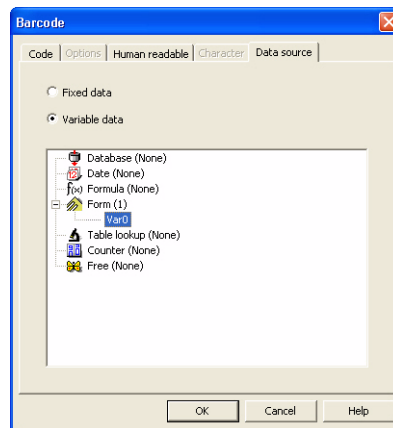 Barcode
Code Options Human readable Character Data source
Fixed data
Variable data
Database (None)
Date (None)
f(x) Formula (None)
Form (1)
Var0
Table lookup (None)
Counter (None)
Free (None)
OK Cancel Help